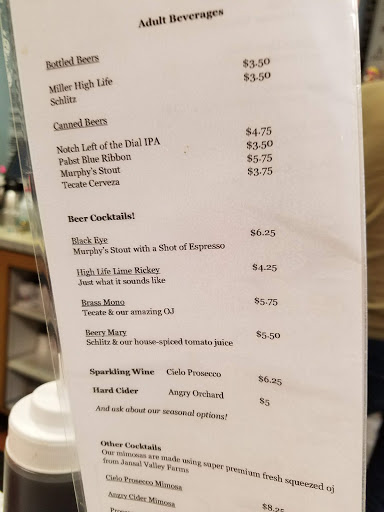 Adult Beverages
Bottled Beers
Miller High Life $3.50
Schlitz $3.50
Canned Beers
Notch Left of the Dial IPA $4.75
Pabst Blue Ribbon $3.50
Murphy's Stout $5.75
Tecate Cerveza $3.75
Beer Cocktails!
Black Eye $6.25
Murphy's Stout with a Shot of Espresso
High Life Lime Rickey $4.25
Just what it sounds like
Brass Mono $5.75
Tecate & our amazing OJ
Beery Mary $5.50
Schlitz & our house-spiced tomato juice
Sparkling Wine Cielo Prosecco $6.25
Hard Cider Angry Orchard $5
And ask about our seasonal options!
Other Cocktails
Our mimosas are made using super premium fresh squeezed oj
from Jansal Valley Farms
Cielo Prosecco Mimosa
Angry Cider Mimosa $8.25